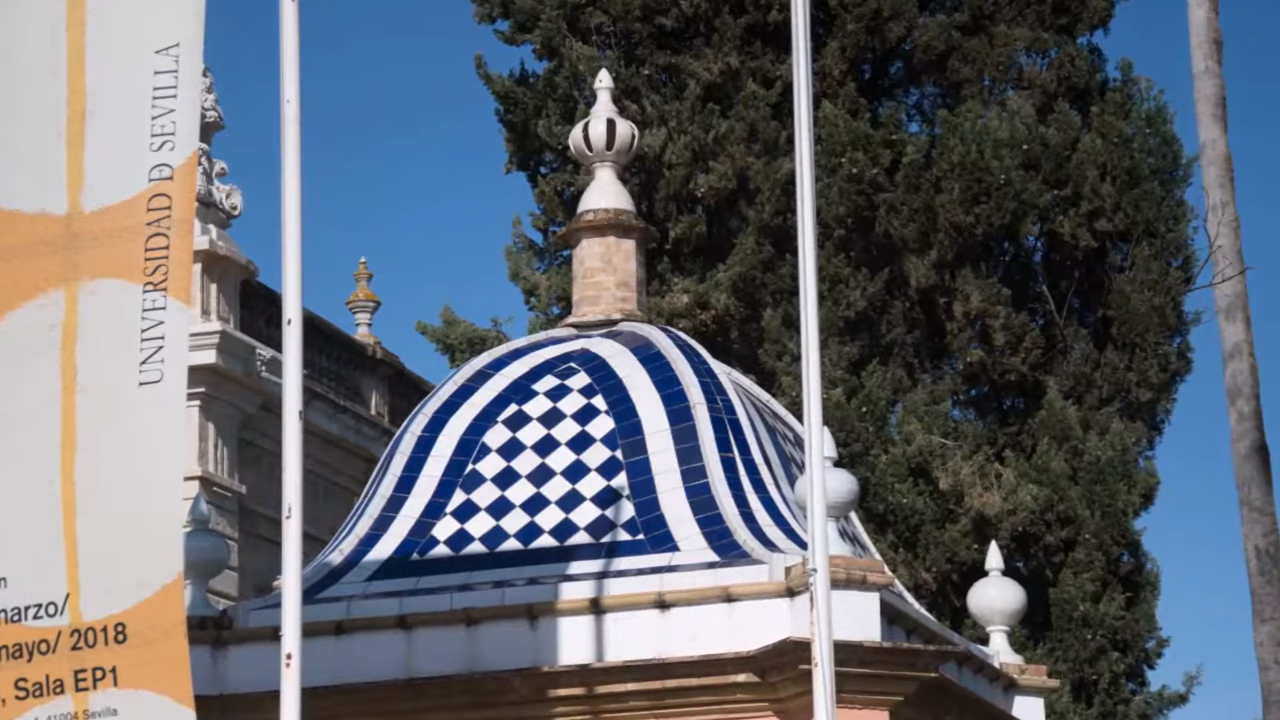 UNIVERSIDAD D SEVILLA
marzo/
mayo/ 2018
, Sala EP1
41004 Sevilla